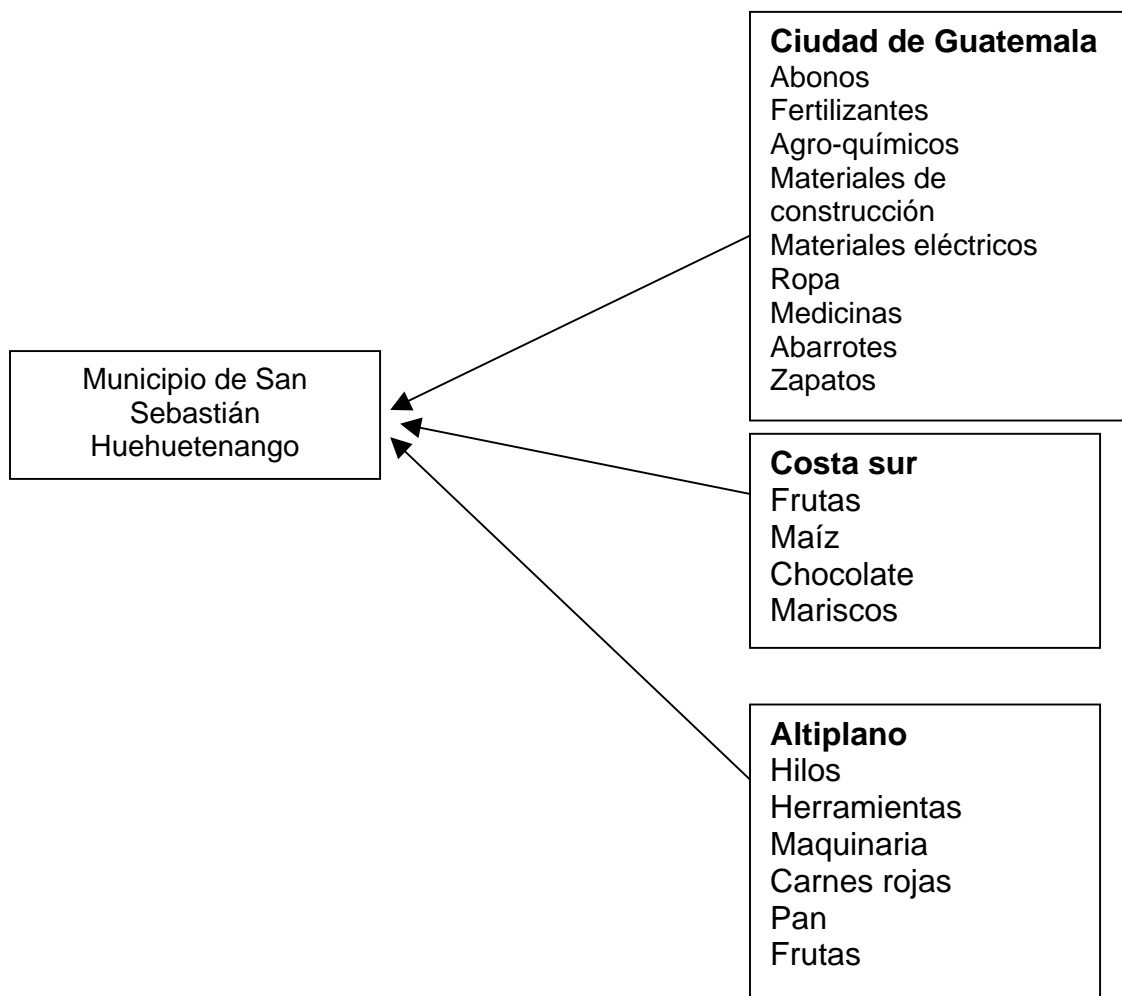 Ciudad de Guatemala
Abonos
Fertilizantes
Agro-químicos
Materiales de
construcción
Materiales eléctricos
Ropa
Medicinas
Abarrotes
Zapatos
Municipio de San
Sebastián
Huehuetenango
Costa sur
Frutas
Maíz
Chocolate
Mariscos
Altiplano
Hilos
Herramientas
Maquinaria
Carnes rojas
Pan
Frutas